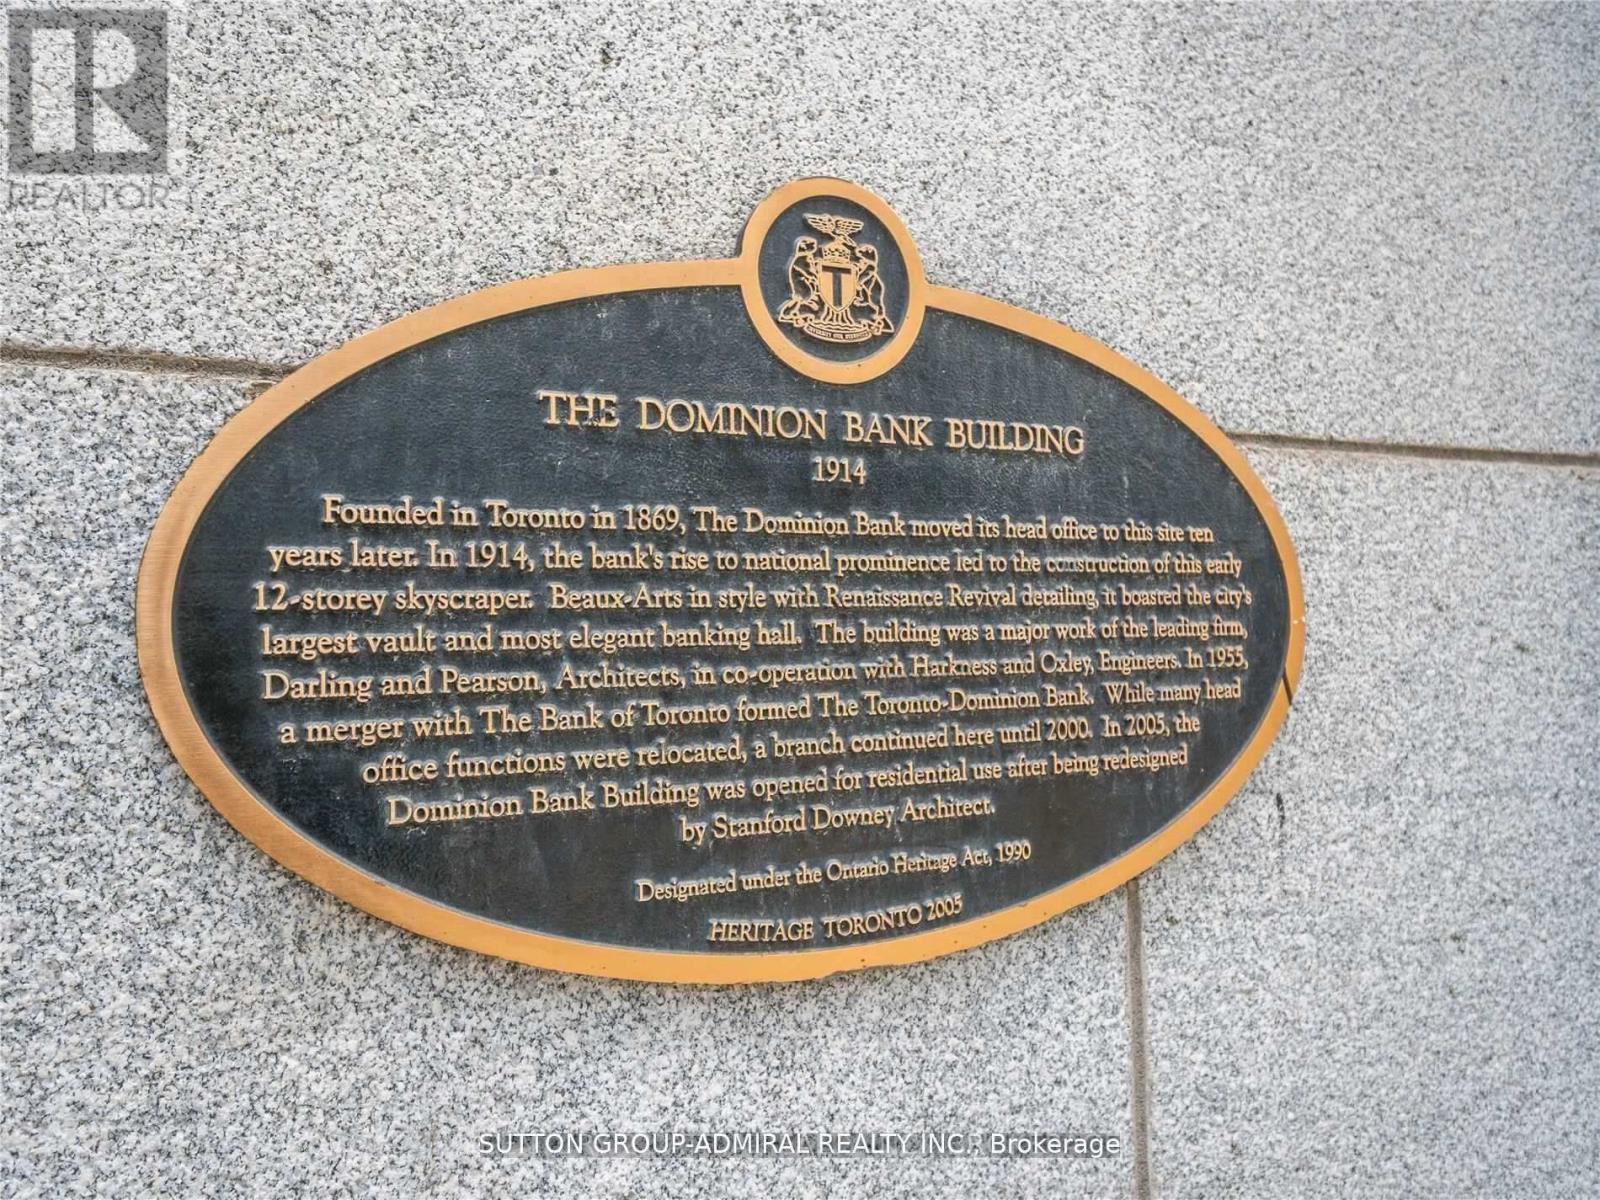 REALTOR
T
THE DOMINION BANK BUILDING
1914
Founded in Toronto in 1869, The Dominion Bank moved its head office to this site ten
years later. In 1914, the bank's rise to national prominence led to the construction of this early
12-storey skyscraper. Beaux-Arts in style with Renaissance Revival detailing, it boasted the city's
largest vault and most elegant banking hall. The building was a major work of the leading firm,
Darling and Pearson, Architects, in co-operation with Harkness and Oxley, Engineers. In 1955,
a merger with The Bank of Toronto formed The Toronto-Dominion Bank. While many head
office functions were relocated, a branch continued here until 2000. In 2005, the
Dominion Bank Building was opened for residential use after being redesigned
by Stanford Downey Architect.
Designated under the Ontario Heritage Act, 1990
HERITAGE TORONTO 2005
SUTTON GROUP-ADMIRAL REALTY INC., Brokerage